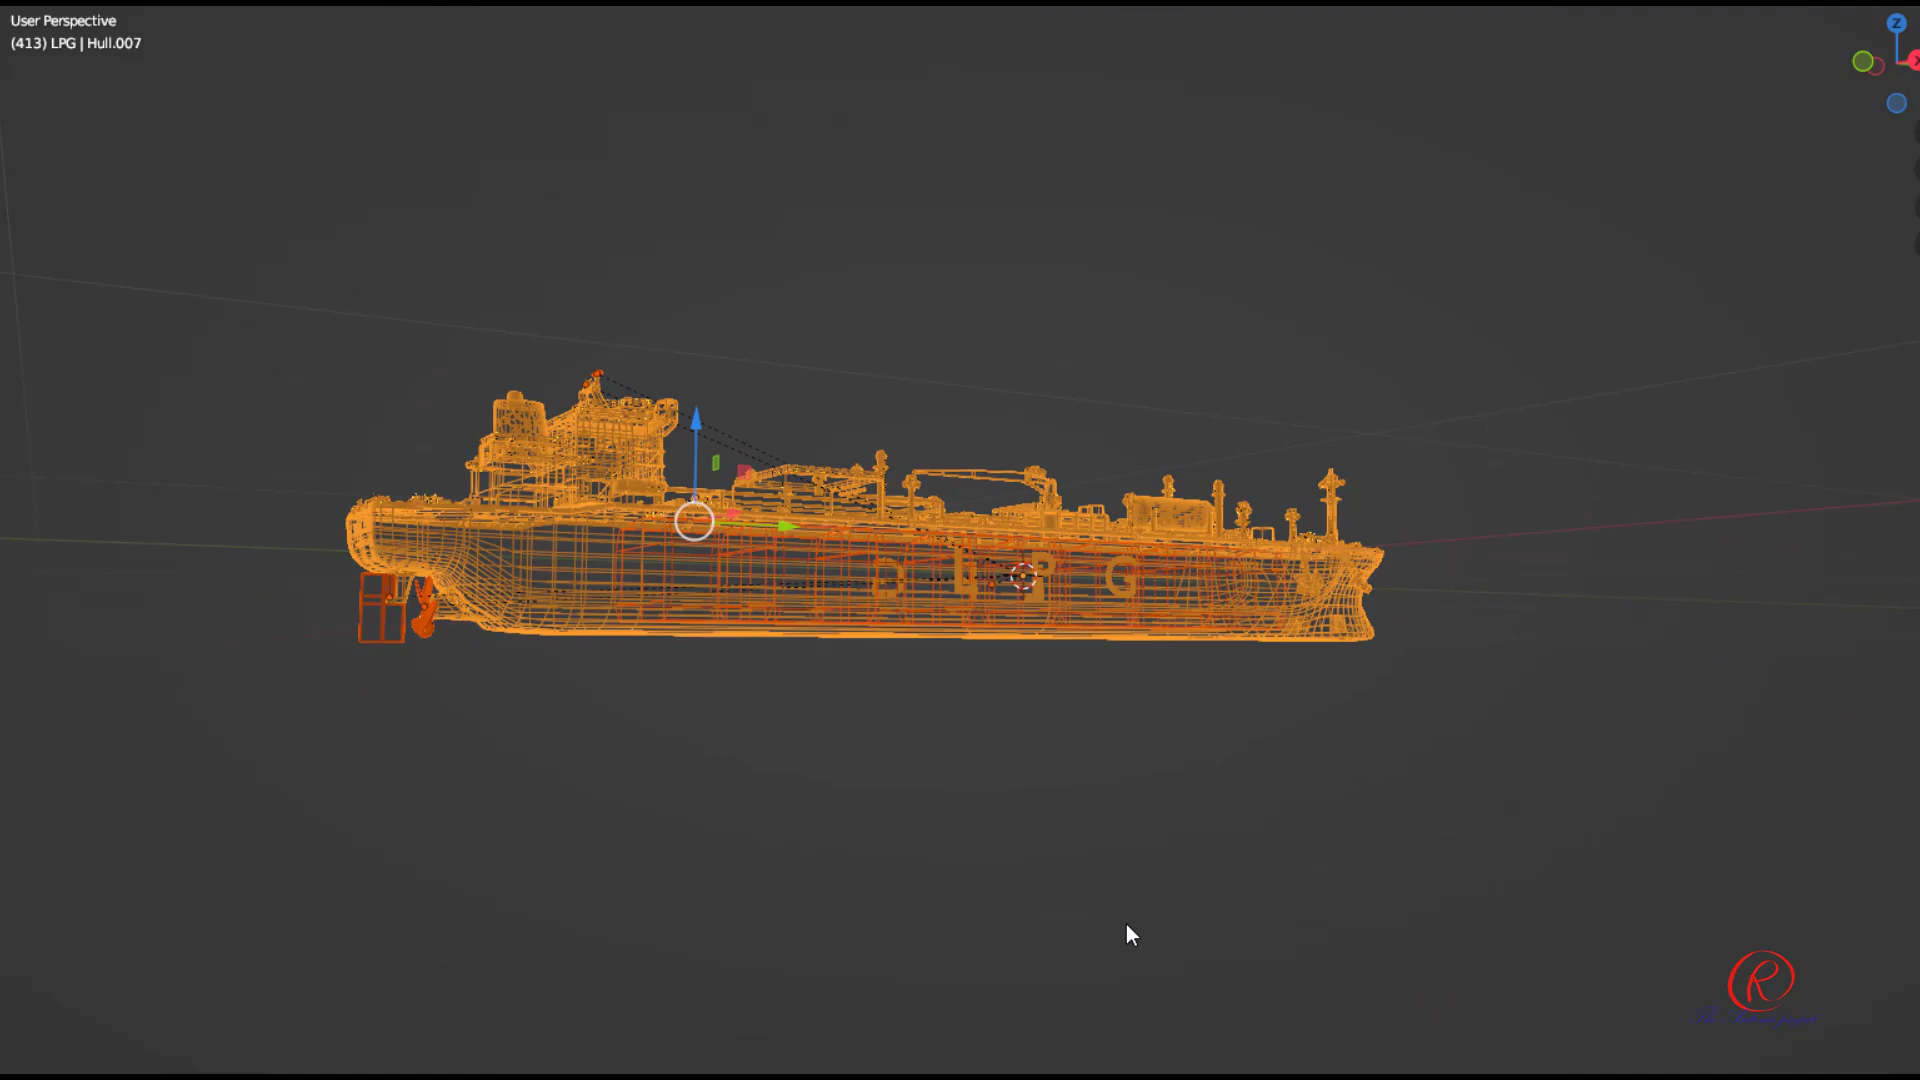 User Perspective
(413) LPG | Hull.007
Z
X
L P G
R